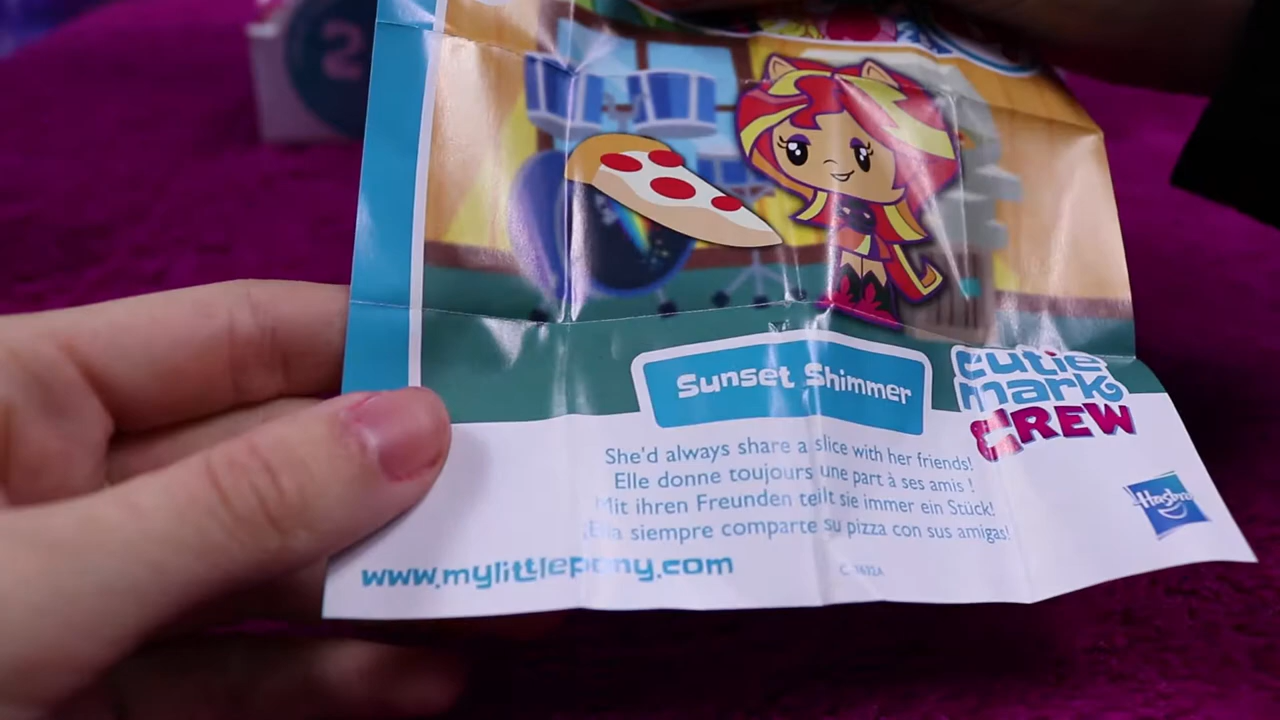 2
Sunset Shimmer
cutie
mark
CREW
She'd always share a slice with her friends!
Elle donne toujours une part à ses amis !
Mit ihren Freunden teilt sie immer ein Stück!
¡Ella siempre comparte su pizza con sus amigas!
Hasbro
www.mylittlepony.com